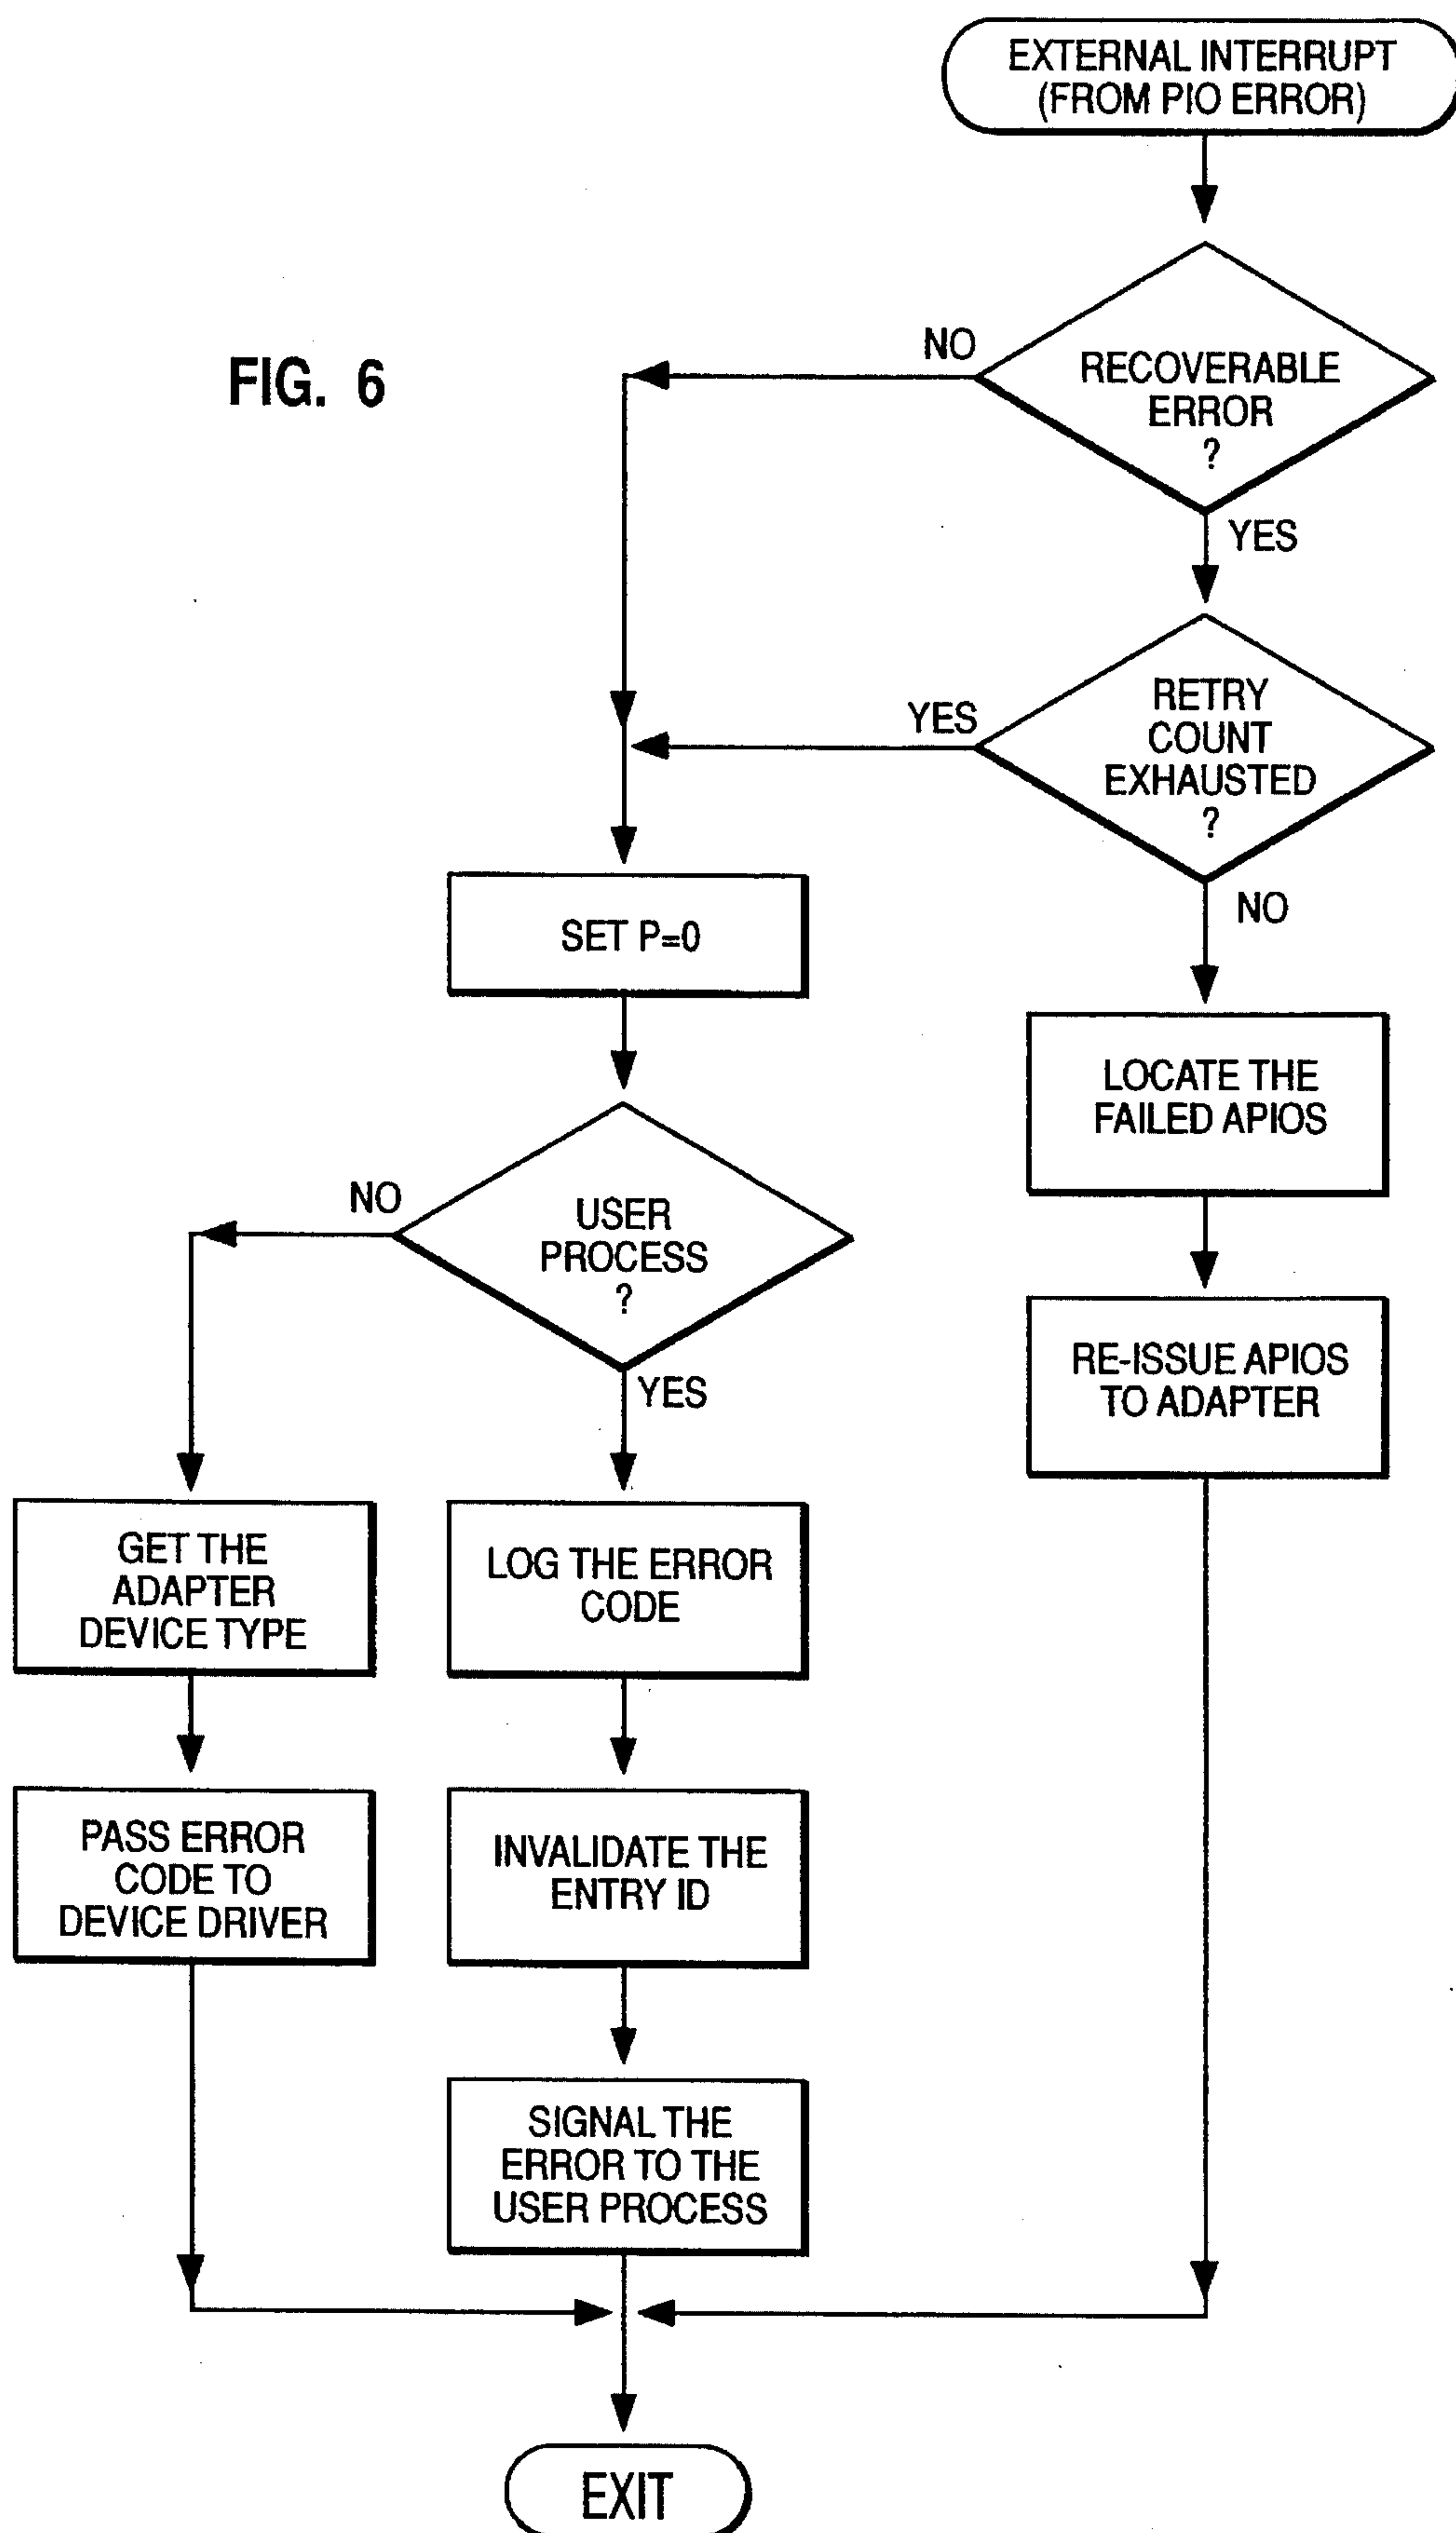 EXTERNAL INTERRUPT
(FROM PIO ERROR)
FIG. 6
NO
RECOVERABLE
ERROR
?
YES
YES
RETRY
COUNT
EXHAUSTED
?
NO
SET P=0
LOCATE THE
FAILED APIOS
NO
USER
PROCESS
?
YES
RE-ISSUE APIOS
TO ADAPTER
GET THE
ADAPTER
DEVICE TYPE
LOG THE ERROR
CODE
PASS ERROR
CODE TO
DEVICE DRIVER
INVALIDATE THE
ENTRY ID
SIGNAL THE
ERROR TO THE
USER PROCESS
EXIT